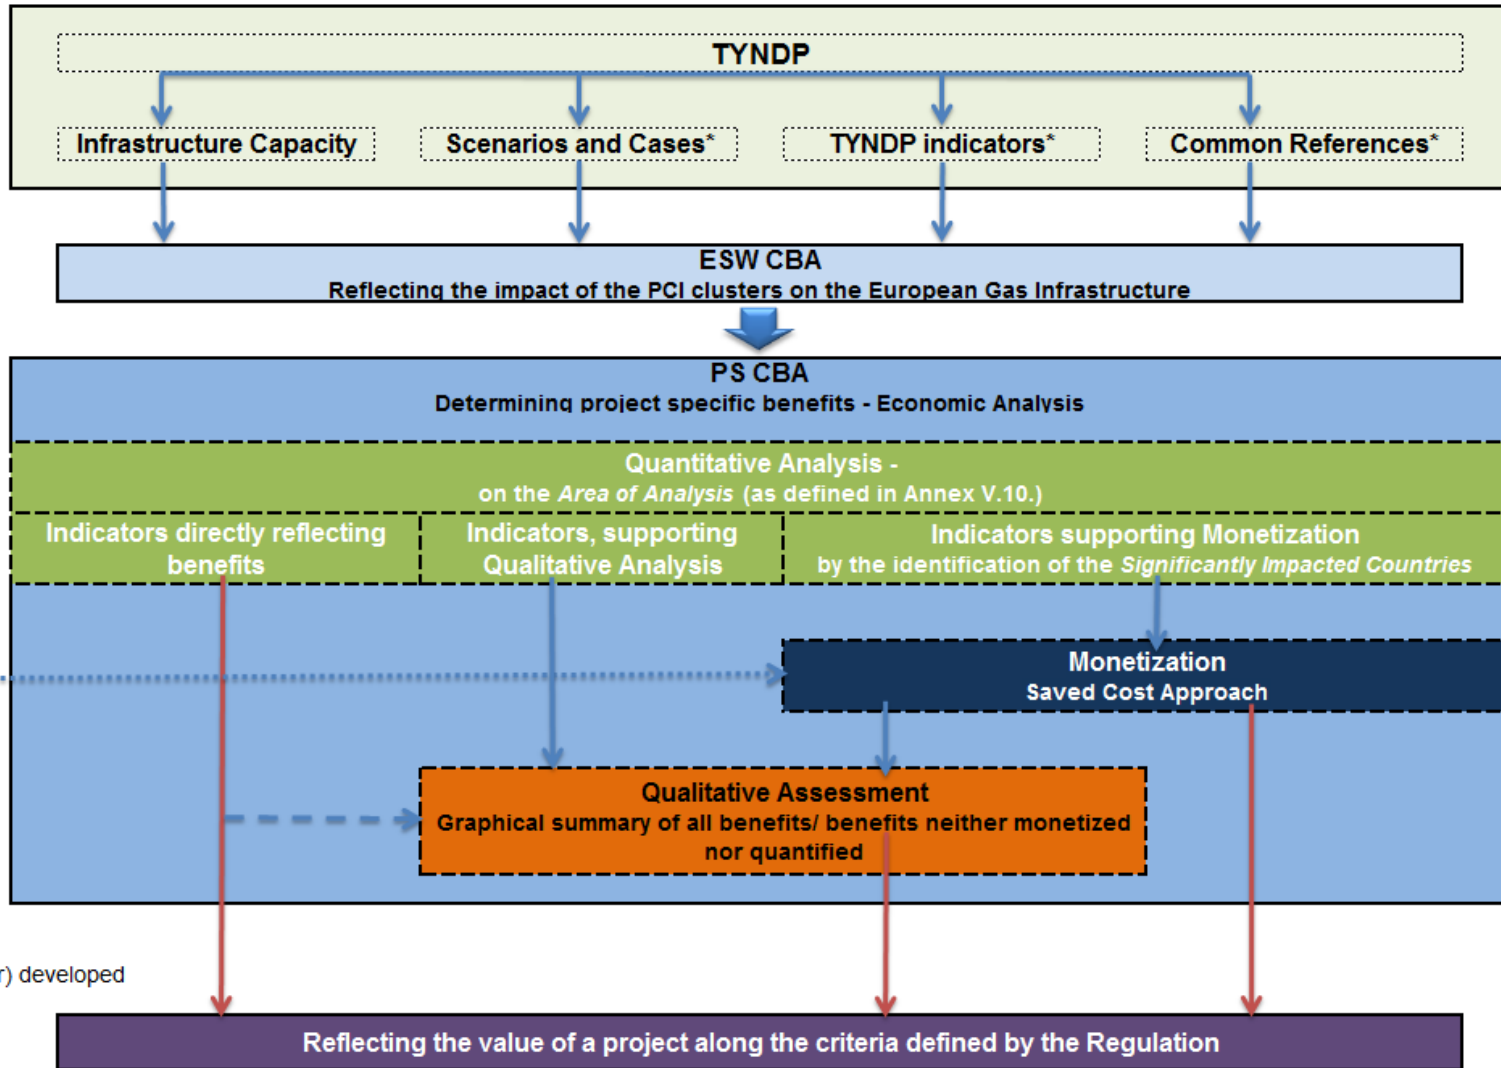 TYNDP
Infrastructure Capacity
Scenarios and Cases*
TYNDP indicators*
Common References*
ESW CBA
Reflecting the impact of the PCI clusters on the European Gas Infrastructure
PS CBA
Determining project specific benefits - Economic Analysis
Quantitative Analysis -
on the Area of Analysis (as defined in Annex V.10.)
Indicators directly reflecting
benefits
Indicators, supporting
Qualitative Analysis
Indicators supporting Monetization
by the identification of the Significantly Impacted Countries
Monetization
Saved Cost Approach
Qualitative Assessment
Graphical summary of all benefits/ benefits neither monetized
nor quantified
r) developed
Reflecting the value of a project along the criteria defined by the Regulation